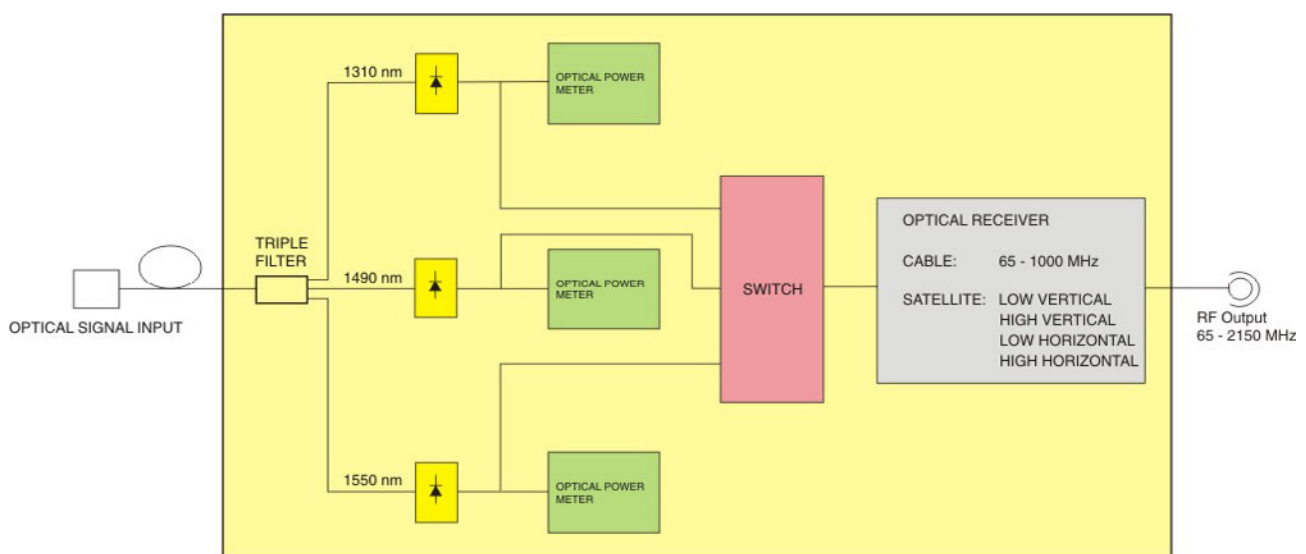 1310 nm
OPTICAL POWER
METER
TRIPLE
FILTER
1490 nm
OPTICAL POWER
METER
1550 nm
OPTICAL POWER
METER
OPTICAL SIGNAL INPUT
SWITCH
OPTICAL RECEIVER
CABLE: 65 - 1000 MHz
SATELLITE: LOW VERTICAL
HIGH VERTICAL
LOW HORIZONTAL
HIGH HORIZONTAL
RF Output
65 - 2150 MHz